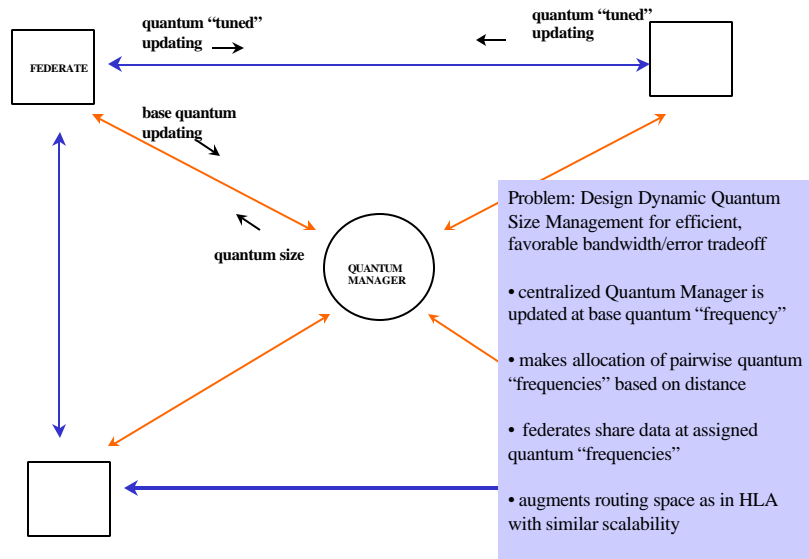 quantum “tuned”
updating
quantum “tuned”
updating
FEDERATE
base quantum
updating
quantum size
QUANTUM
MANAGER
Problem: Design Dynamic Quantum
Size Management for efficient,
favorable bandwidth/error tradeoff
• centralized Quantum Manager is
updated at base quantum “frequency”
• makes allocation of pairwise quantum
“frequencies” based on distance
• federates share data at assigned
quantum “frequencies”
• augments routing space as in HLA
with similar scalability